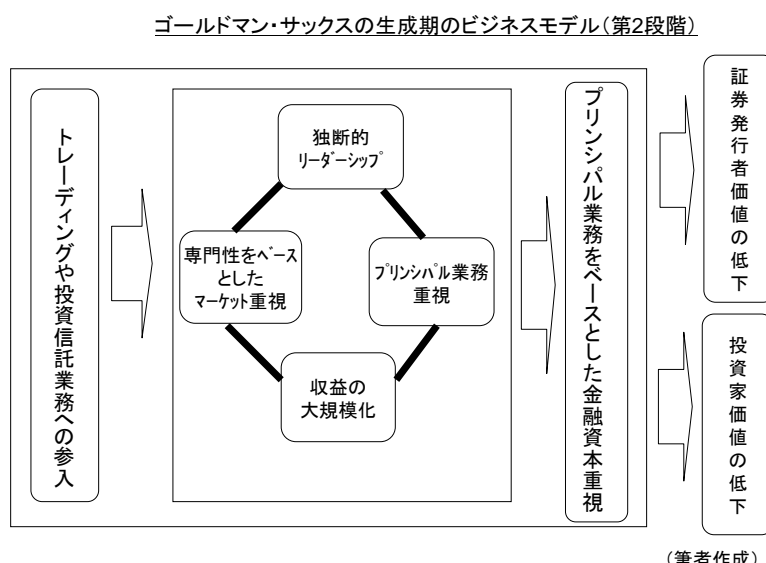 ゴールドマン・サックスの生成期のビジネスモデル(第2段階)
トレーディングや投資信託業務への参入
独断的
リーダーシップ
専門性をベース
とした
マーケット重視
プリンシパル業務
重視
収益の
大規模化
プリンシパル業務をベースとした金融資本重視
証券発行者価値の低下
投資家価値の低下
(筆者作成)